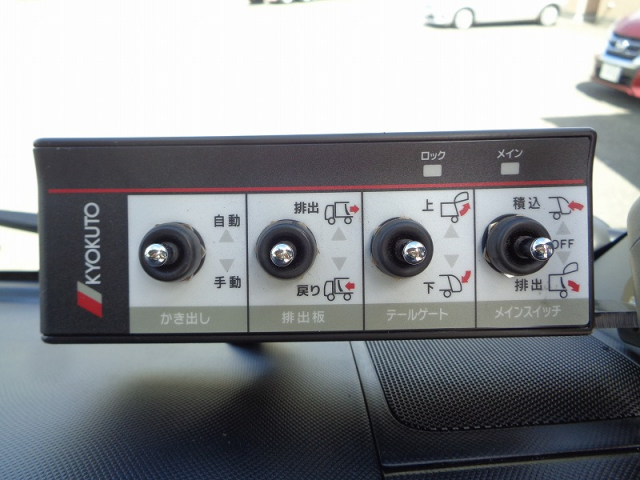 ロック
メイン
KYOKUTO
自動
手動
かき出し
排出
戻り
排出板
上
下
テールゲート
積込
OFF
排出
メインスイッチ